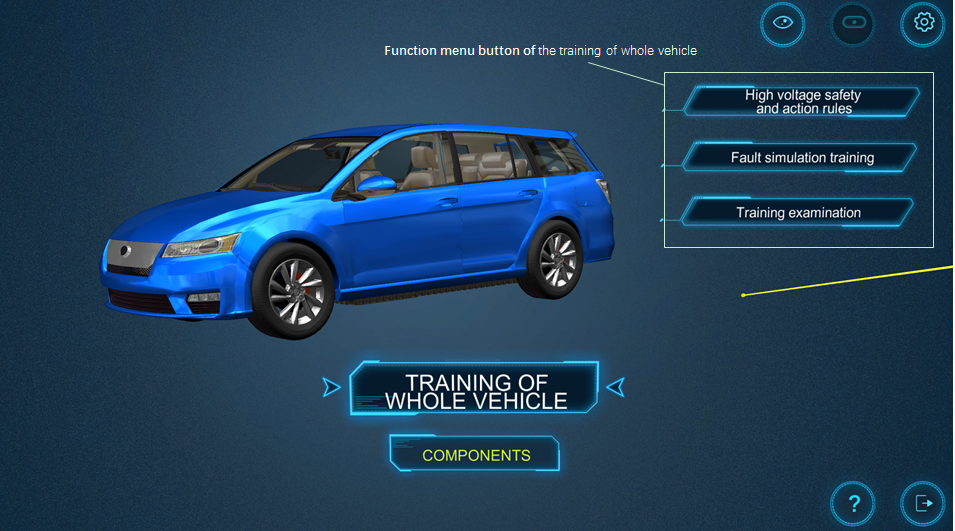 Function menu button of the training of whole vehicle
High voltage safety
and action rules
Fault simulation training
Training examination
TRAINING OF
WHOLE VEHICLE
COMPONENTS
?